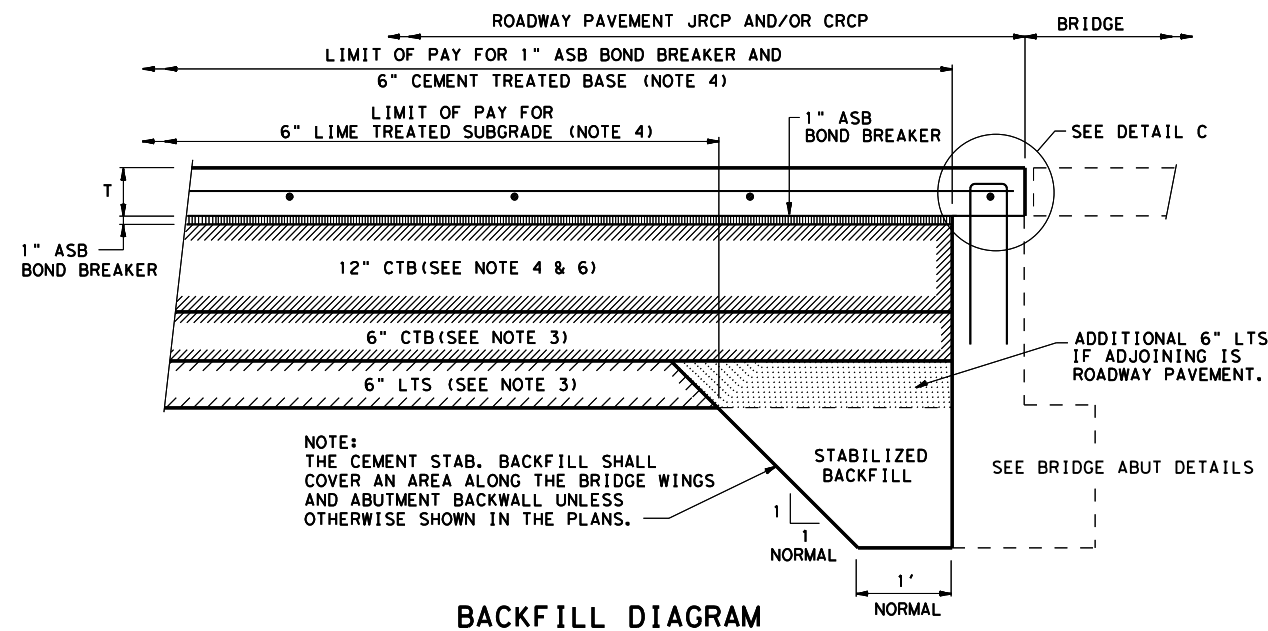 ROADWAY PAVEMENT JRCP AND/OR CRCP
BRIDGE
LIMIT OF PAY FOR 1" ASB BOND BREAKER AND
6" CEMENT TREATED BASE (NOTE 4)
LIMIT OF PAY FOR
6" LIME TREATED SUBGRADE (NOTE 4)
1" ASB
BOND BREAKER
SEE DETAIL C
T
1" ASB
BOND BREAKER
12" CTB(SEE NOTE 4 & 6)
6" CTB(SEE NOTE 3)
6" LTS (SEE NOTE 3)
ADDITIONAL 6" LTS
IF ADJOINING IS
ROADWAY PAVEMENT.
NOTE:
THE CEMENT STAB. BACKFILL SHALL
COVER AN AREA ALONG THE BRIDGE WINGS
AND ABUTMENT BACKWALL UNLESS
OTHERWISE SHOWN IN THE PLANS.
STABILIZED
BACKFILL
SEE BRIDGE ABUT DETAILS
1
1
NORMAL
1'
NORMAL
BACKFILL DIAGRAM